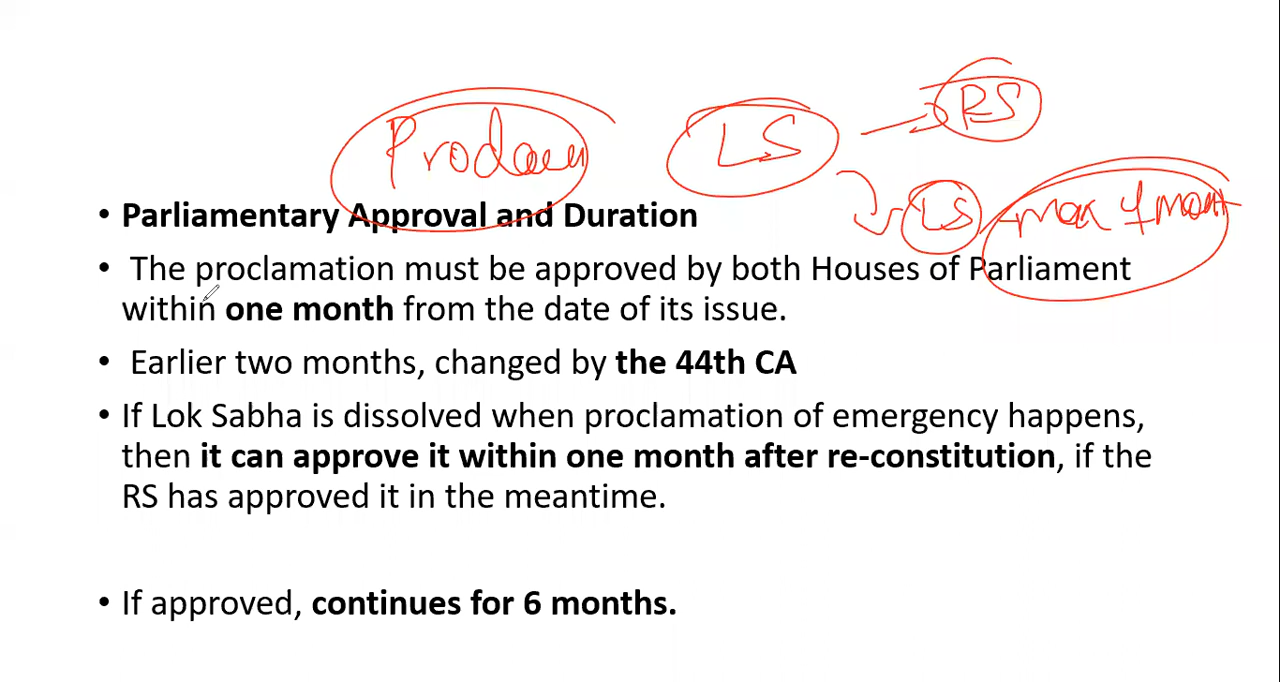 RS
LS
LS max 1 mont
• Parliamentary Approval and Duration
• The proclamation must be approved by both Houses of Parliament
within one month from the date of its issue.
• Earlier two months, changed by the 44th CA
• If Lok Sabha is dissolved when proclamation of emergency happens,
then it can approve it within one month after re-constitution, if the
RS has approved it in the meantime.
• If approved, continues for 6 months.